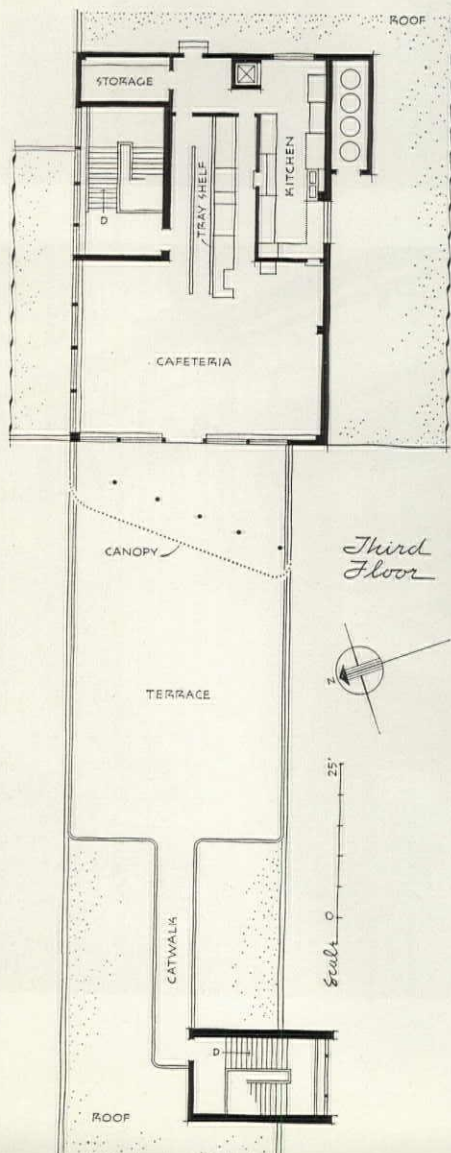 ROOF
STORAGE
KITCHEN
TRAY SHELF
D
CAFETERIA
CANOPY
Third
Floor
N
TERRACE
25'
0
Scale
CATWALK
D
ROOF